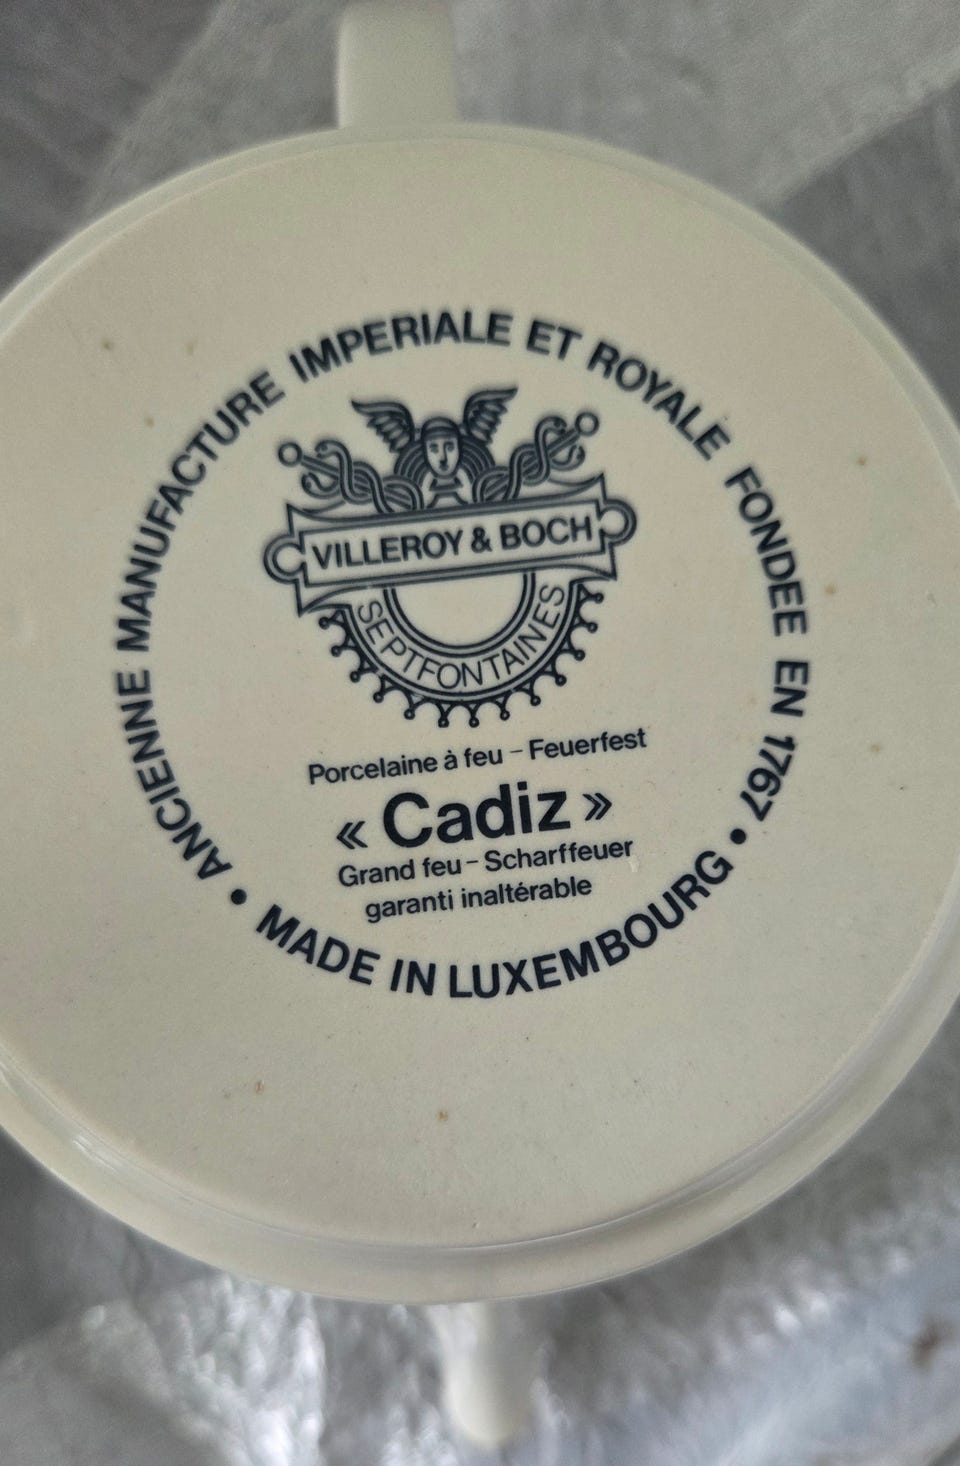 ANCIENNE MANUFACTURE IMPERIALE ET ROYALE FONDEE EN 1767 •
VILLEROY & BOCH
SEPTFONTAINES
Porcelaine à feu – Feuerfest
« Cadiz »
Grand feu – Scharffeuer
garanti inaltérable
• MADE IN LUXEMBOURG